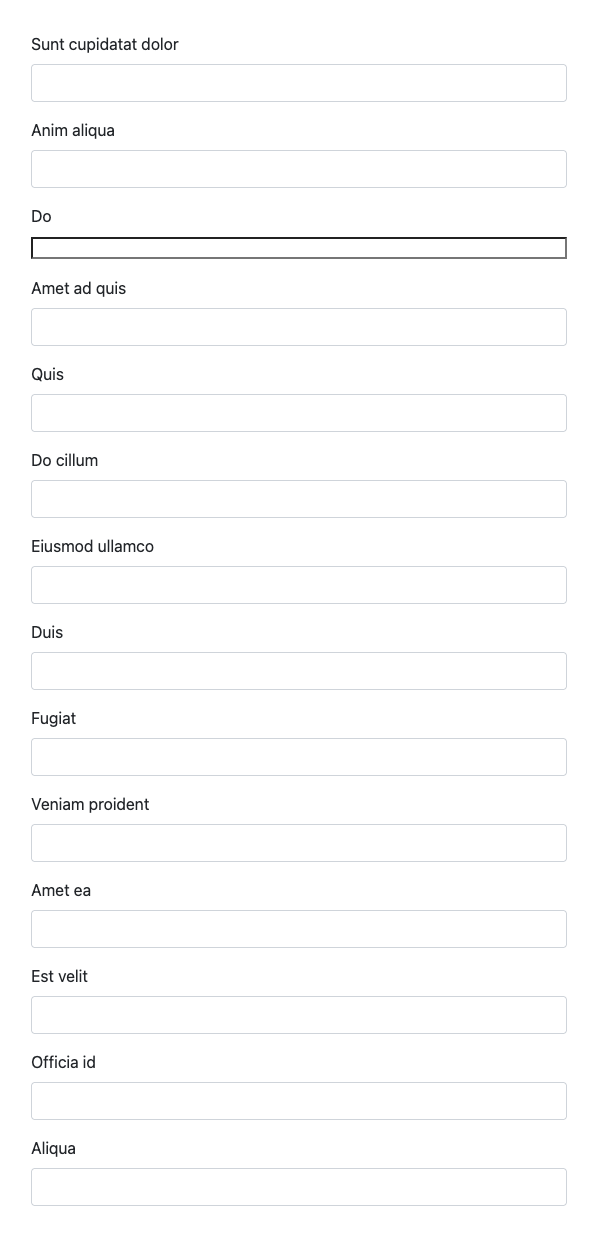 Sunt cupidatat dolor
Anim aliqua
Do
Amet ad quis
Quis
Do cillum
Eiusmod ullamco
Duis
Fugiat
Veniam proident
Amet ea
Est velit
Officia id
Aliqua